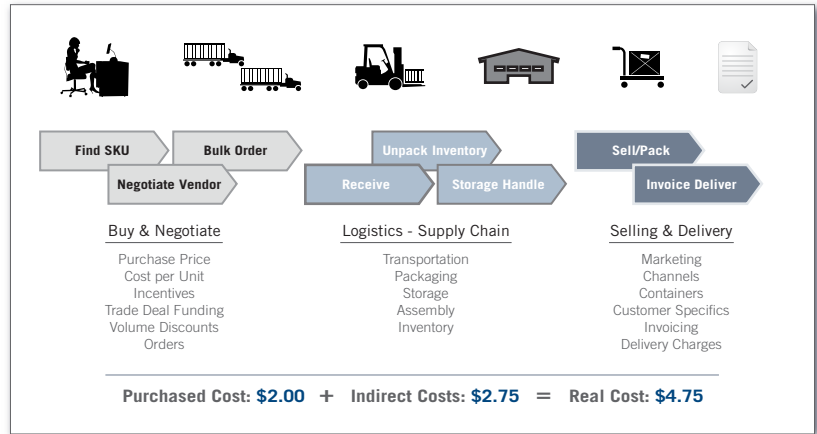 Find SKU
Bulk Order
Negotiate Vendor
Unpack Inventory
Receive
Storage Handle
Sell/Pack
Invoice Deliver
Buy & Negotiate
Purchase Price
Cost per Unit
Incentives
Trade Deal Funding
Volume Discounts
Orders
Logistics - Supply Chain
Transportation
Packaging
Storage
Assembly
Inventory
Selling & Delivery
Marketing
Channels
Containers
Customer Specifics
Invoicing
Delivery Charges
Purchased Cost: $2.00 + Indirect Costs: $2.75 = Real Cost: $4.75